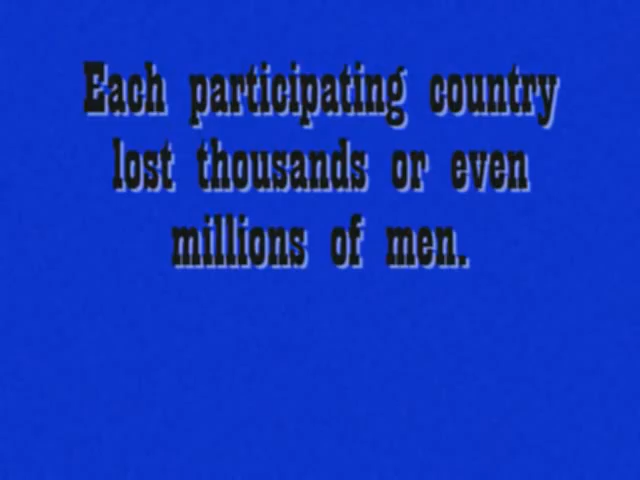 Each participating country
lost thousands or even
millions of men.